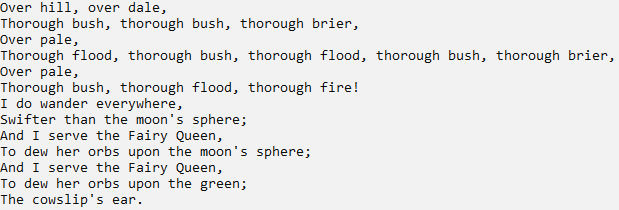 Over hill, over dale,
Thorough bush, thorough bush, thorough brier,
Over pale,
Thorough flood, thorough bush, thorough flood, thorough bush, thorough brier,
Over pale,
Thorough bush, thorough flood, thorough fire!
I do wander everywhere,
Swifter than the moon's sphere;
And I serve the Fairy Queen,
To dew her orbs upon the moon's sphere;
And I serve the Fairy Queen,
To dew her orbs upon the green;
The cowslip's ear.